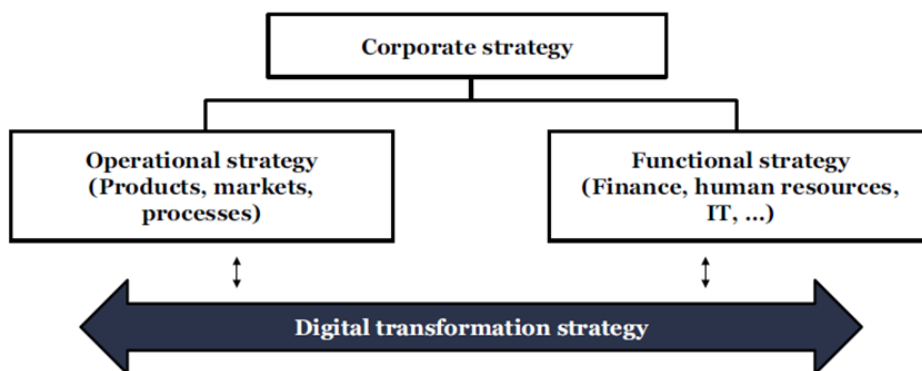 Corporate strategy
Operational strategy
(Products, markets,
processes)
Functional strategy
(Finance, human resources,
IT, ...)
Digital transformation strategy